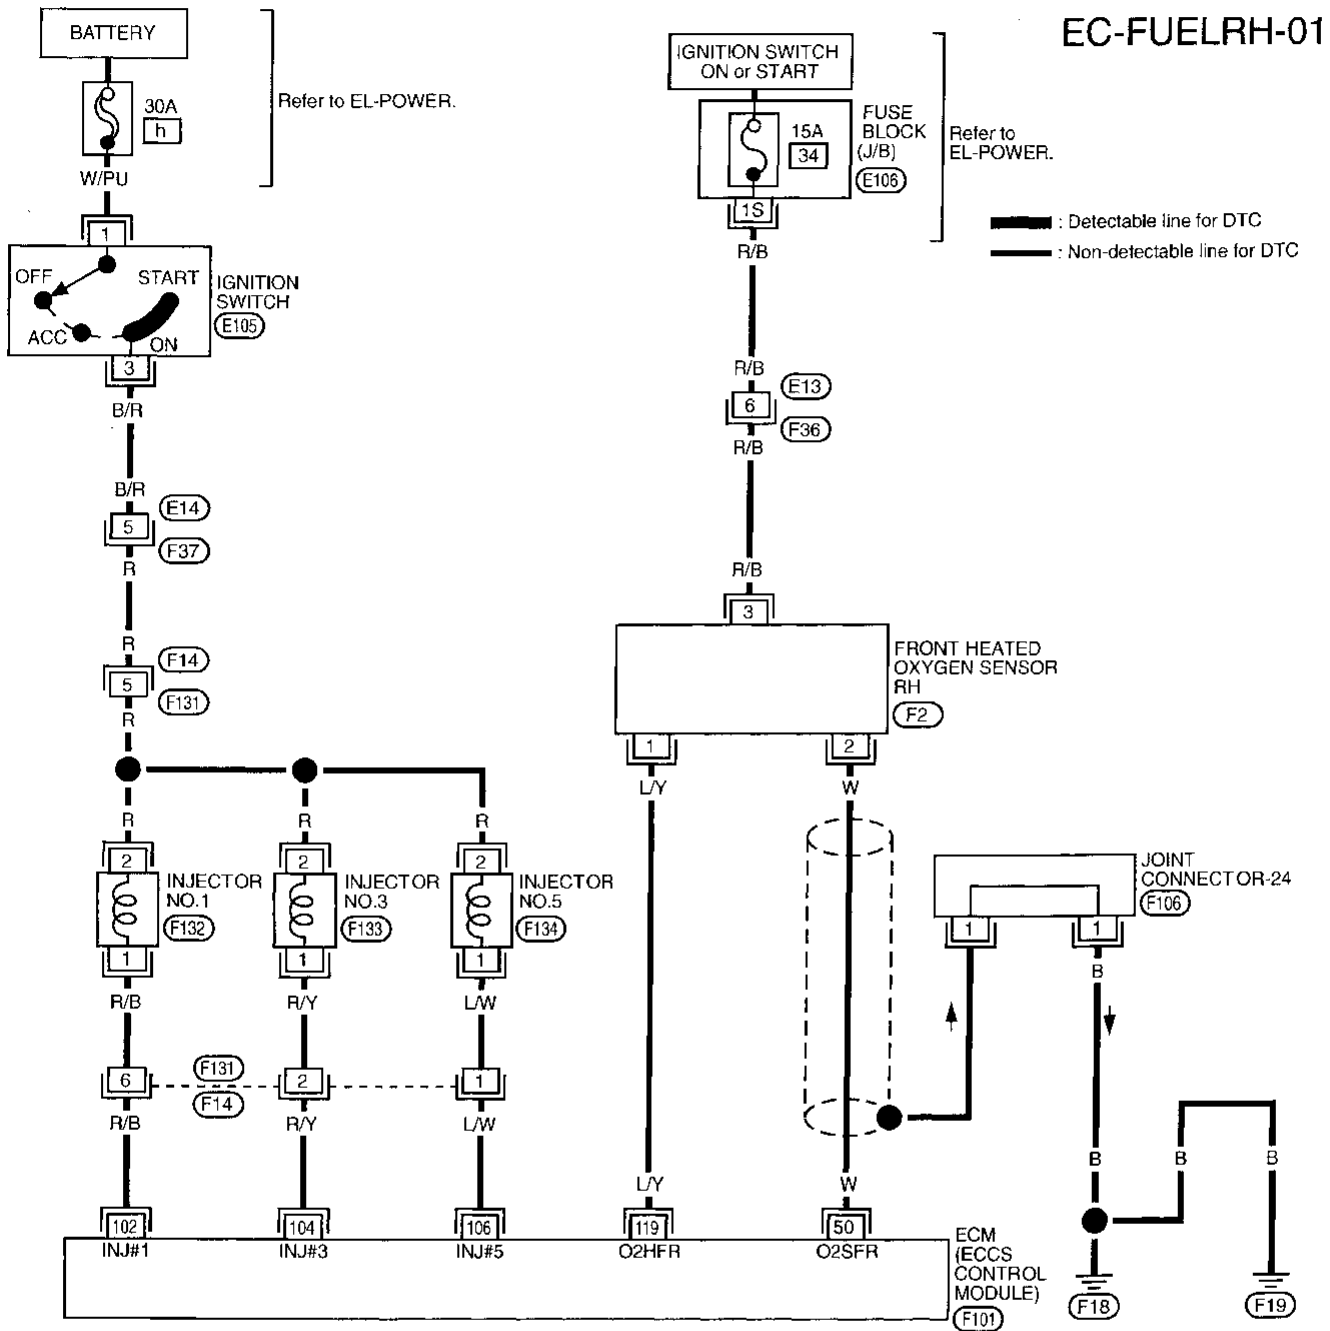 EC-FUELRH-01
BATTERY
30A
h
Refer to EL-POWER.
W/PU
1
OFF
START
ACC
ON
IGNITION
SWITCH
E105
3
B/R
B/R
E14
5
F37
R
R
F14
5
F131
R
R
R
R
2
2
2
INJECTOR
NO.1
F132
INJECTOR
NO.3
F133
INJECTOR
NO.5
F134
1
1
1
R/B
R/Y
L/W
6
F131
F14
2
1
R/B
R/Y
L/W
102
104
106
INJ#1
INJ#3
INJ#5
IGNITION SWITCH
ON or START
15A
34
FUSE
BLOCK
(J/B)
E106
Refer to
EL-POWER.
1S
R/B
: Detectable line for DTC
: Non-detectable line for DTC
R/B
E13
6
F36
R/B
R/B
3
FRONT HEATED
OXYGEN SENSOR
RH
F2
1
2
L/Y
W
JOINT
CONNECTOR-24
F106
1
1
B
L/Y
W
B
B
B
119
50
O2HFR
O2SFR
ECM
(ECCS
CONTROL
MODULE)
F101
F18
F19